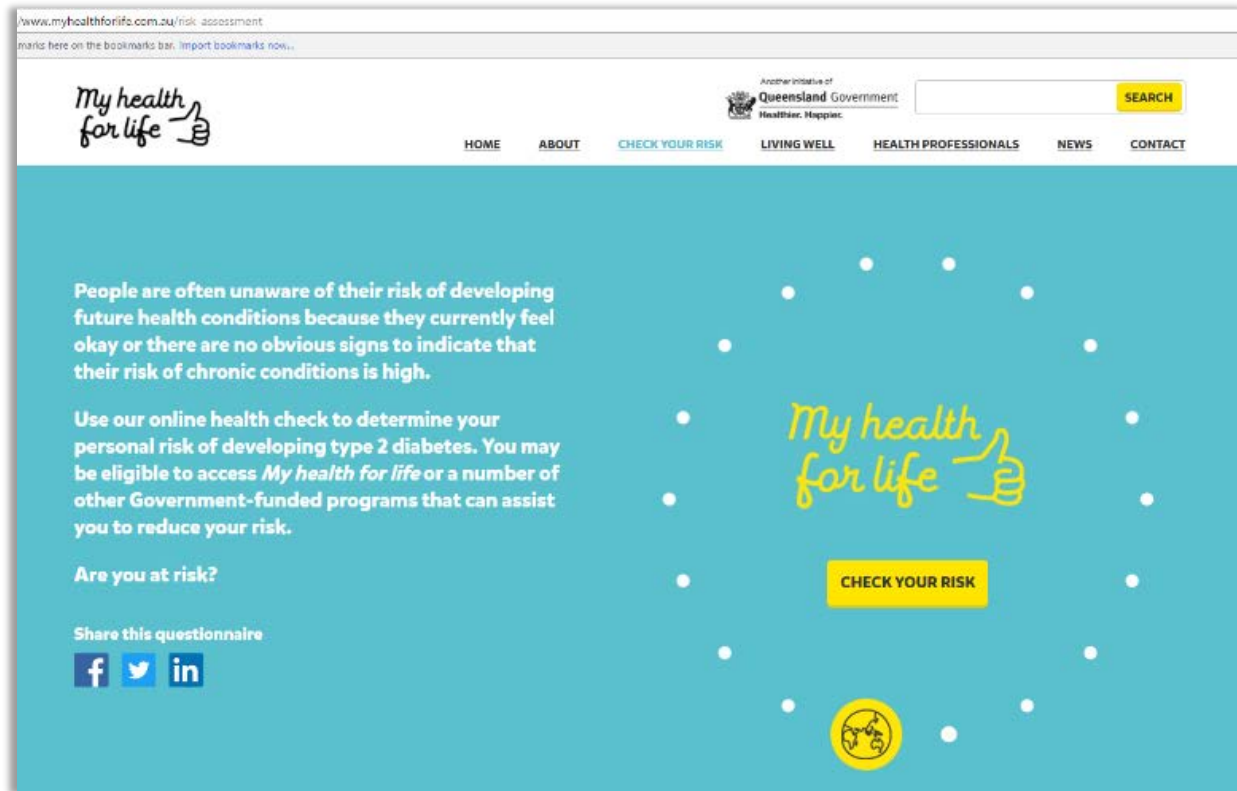 /www.myhealthforlife.com.au/risk-assessment
marks here on the bookmarks bar. Import bookmarks now...
My health
for life
Another initiative of
Queensland Government
Healthier. Happier.
SEARCH
HOME ABOUT CHECK YOUR RISK LIVING WELL HEALTH PROFESSIONALS NEWS CONTACT
People are often unaware of their risk of developing
future health conditions because they currently feel
okay or there are no obvious signs to indicate that
their risk of chronic conditions is high.
Use our online health check to determine your
personal risk of developing type 2 diabetes. You may
be eligible to access My health for life or a number of
other Government-funded programs that can assist
you to reduce your risk.
Are you at risk?
Share this questionnaire
f in
My health
for life
CHECK YOUR RISK